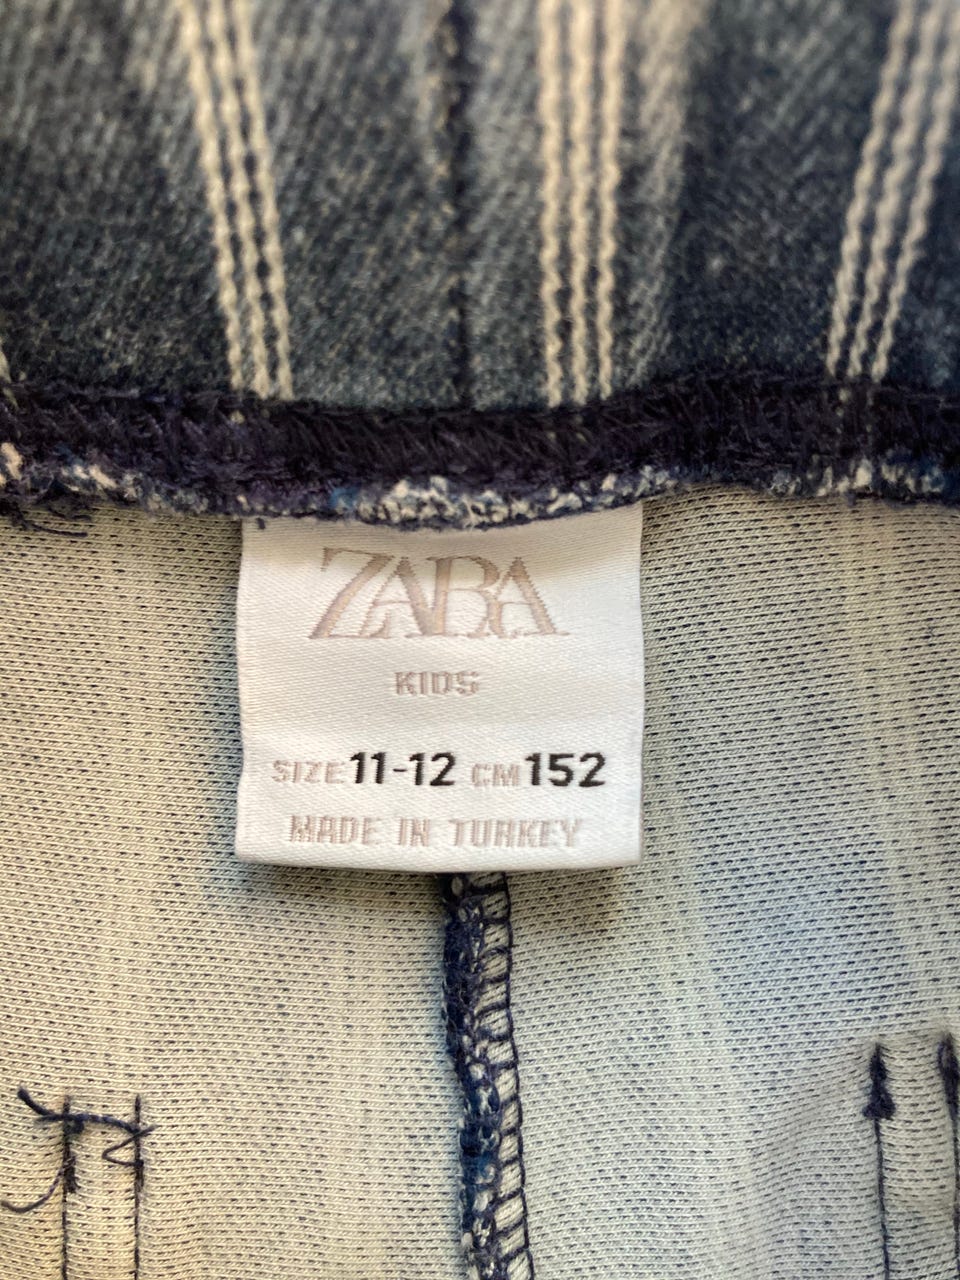 ZARA
KIDS
SIZE 11-12 CM 152
MADE IN TURKEY